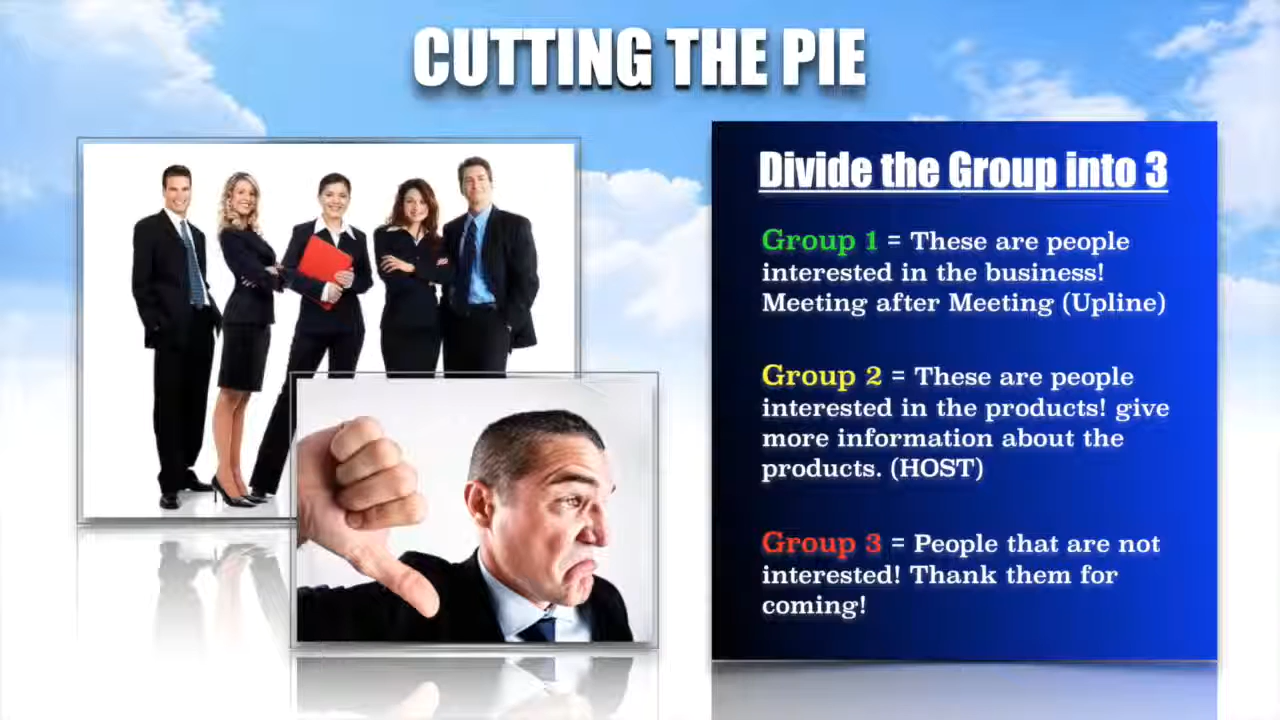 CUTTING THE PIE
Divide the Group into 3
Group 1 = These are people
interested in the business!
Meeting after Meeting (Upline)
Group 2 = These are people
interested in the products! give
more information about the
products. (HOST)
Group 3 = People that are not
interested! Thank them for
coming!